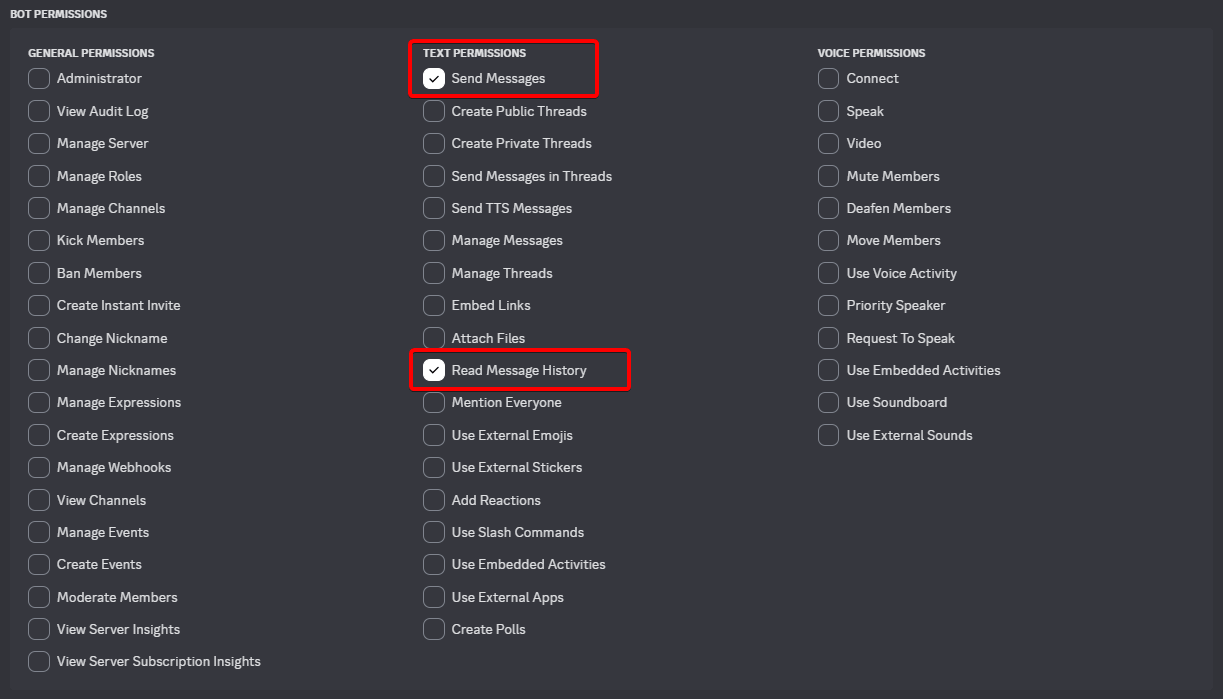 BOT PERMISSIONS
GENERAL PERMISSIONS
Administrator
View Audit Log
Manage Server
Manage Roles
Manage Channels
Kick Members
Ban Members
Create Instant Invite
Change Nickname
Manage Nicknames
Manage Expressions
Create Expressions
Manage Webhooks
View Channels
Manage Events
Create Events
Moderate Members
View Server Insights
View Server Subscription Insights
TEXT PERMISSIONS
Send Messages
Create Public Threads
Create Private Threads
Send Messages in Threads
Send TTS Messages
Manage Messages
Manage Threads
Embed Links
Attach Files
Read Message History
Mention Everyone
Use External Emojis
Use External Stickers
Add Reactions
Use Slash Commands
Use Embedded Activities
Use External Apps
Create Polls
VOICE PERMISSIONS
Connect
Speak
Video
Mute Members
Deafen Members
Move Members
Use Voice Activity
Priority Speaker
Request To Speak
Use Embedded Activities
Use Soundboard
Use External Sounds